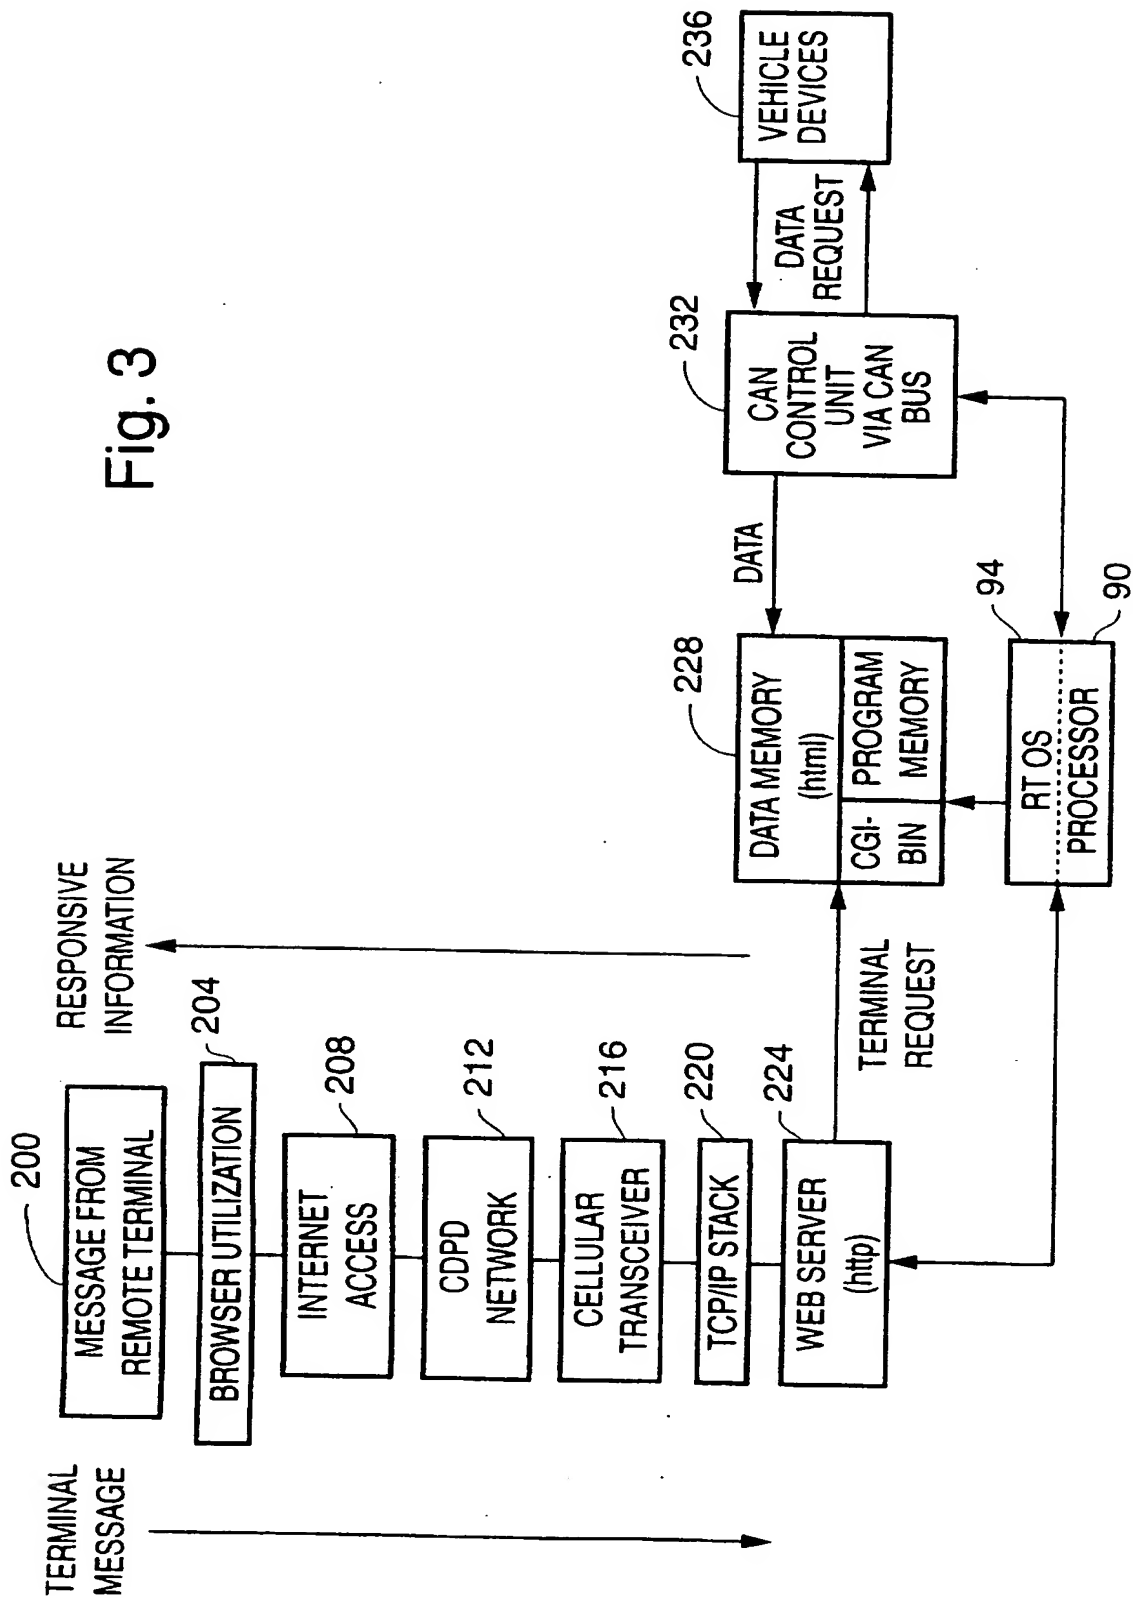 Fig. 3
TERMINAL
MESSAGE
RESPONSIVE
INFORMATION
200
MESSAGE FROM
REMOTE TERMINAL
204
BROWSER UTILIZATION
208
INTERNET
ACCESS
212
CDPD
NETWORK
216
CELLULAR
TRANSCEIVER
220
TCP/IP STACK
224
WEB SERVER
(http)
TERMINAL
REQUEST
228
DATA MEMORY
(html)
CGI-
BIN
PROGRAM
MEMORY
94
RT OS
PROCESSOR
90
DATA
232
CAN
CONTROL
UNIT
VIA CAN
BUS
DATA
REQUEST
236
VEHICLE
DEVICES